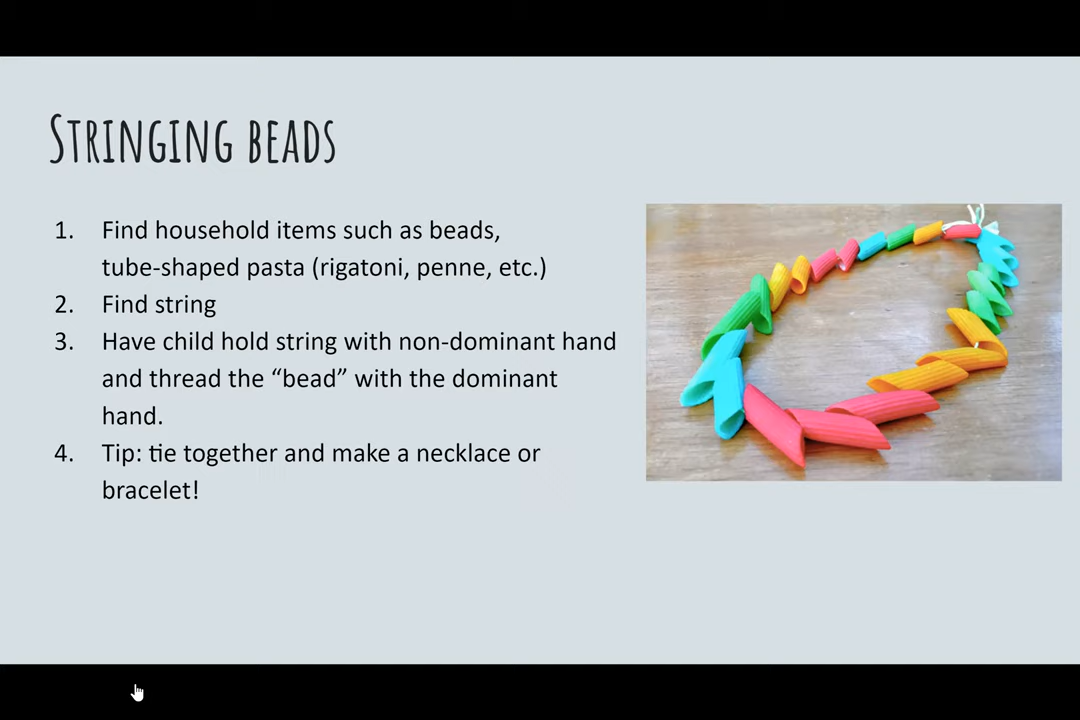 Stringing beads
1. Find household items such as beads,
tube-shaped pasta (rigatoni, penne, etc.)
2. Find string
3. Have child hold string with non-dominant hand
and thread the “bead” with the dominant
hand.
4. Tip: tie together and make a necklace or
bracelet!